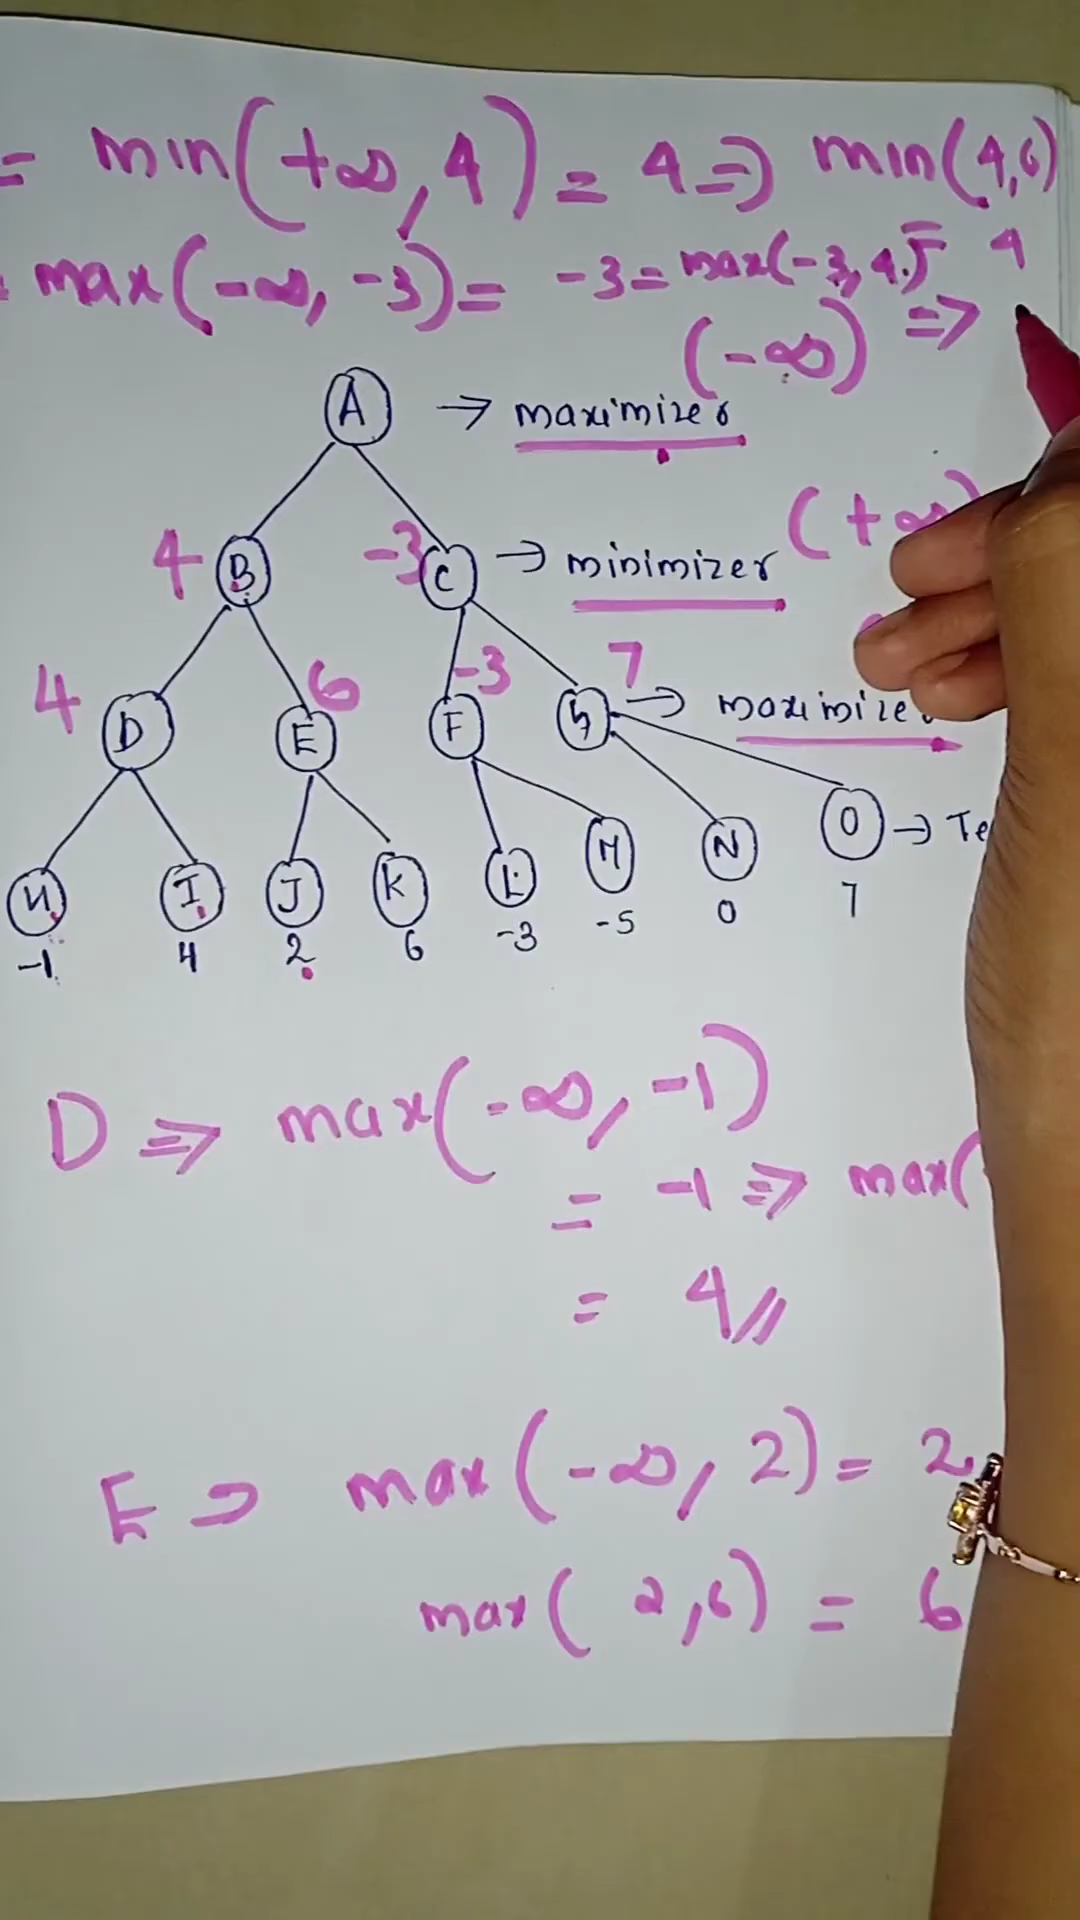 = min(+∞, 4) = 4 => min(4,6)
max(-∞, -3) = -3 = max(-3, 4) = 4
(-∞) =>
A -> maximizer
(+∞)
4 B -3 C -> minimizer
4 D 6 E -3 F 7 G -> maximizer
H I J K L M N O -> Te
-1 4 2 6 -3 -5 0 7
D => max(-∞, -1)
= -1 => max(
= 4//
E => max(-∞, 2) = 2
max(2,6) = 6